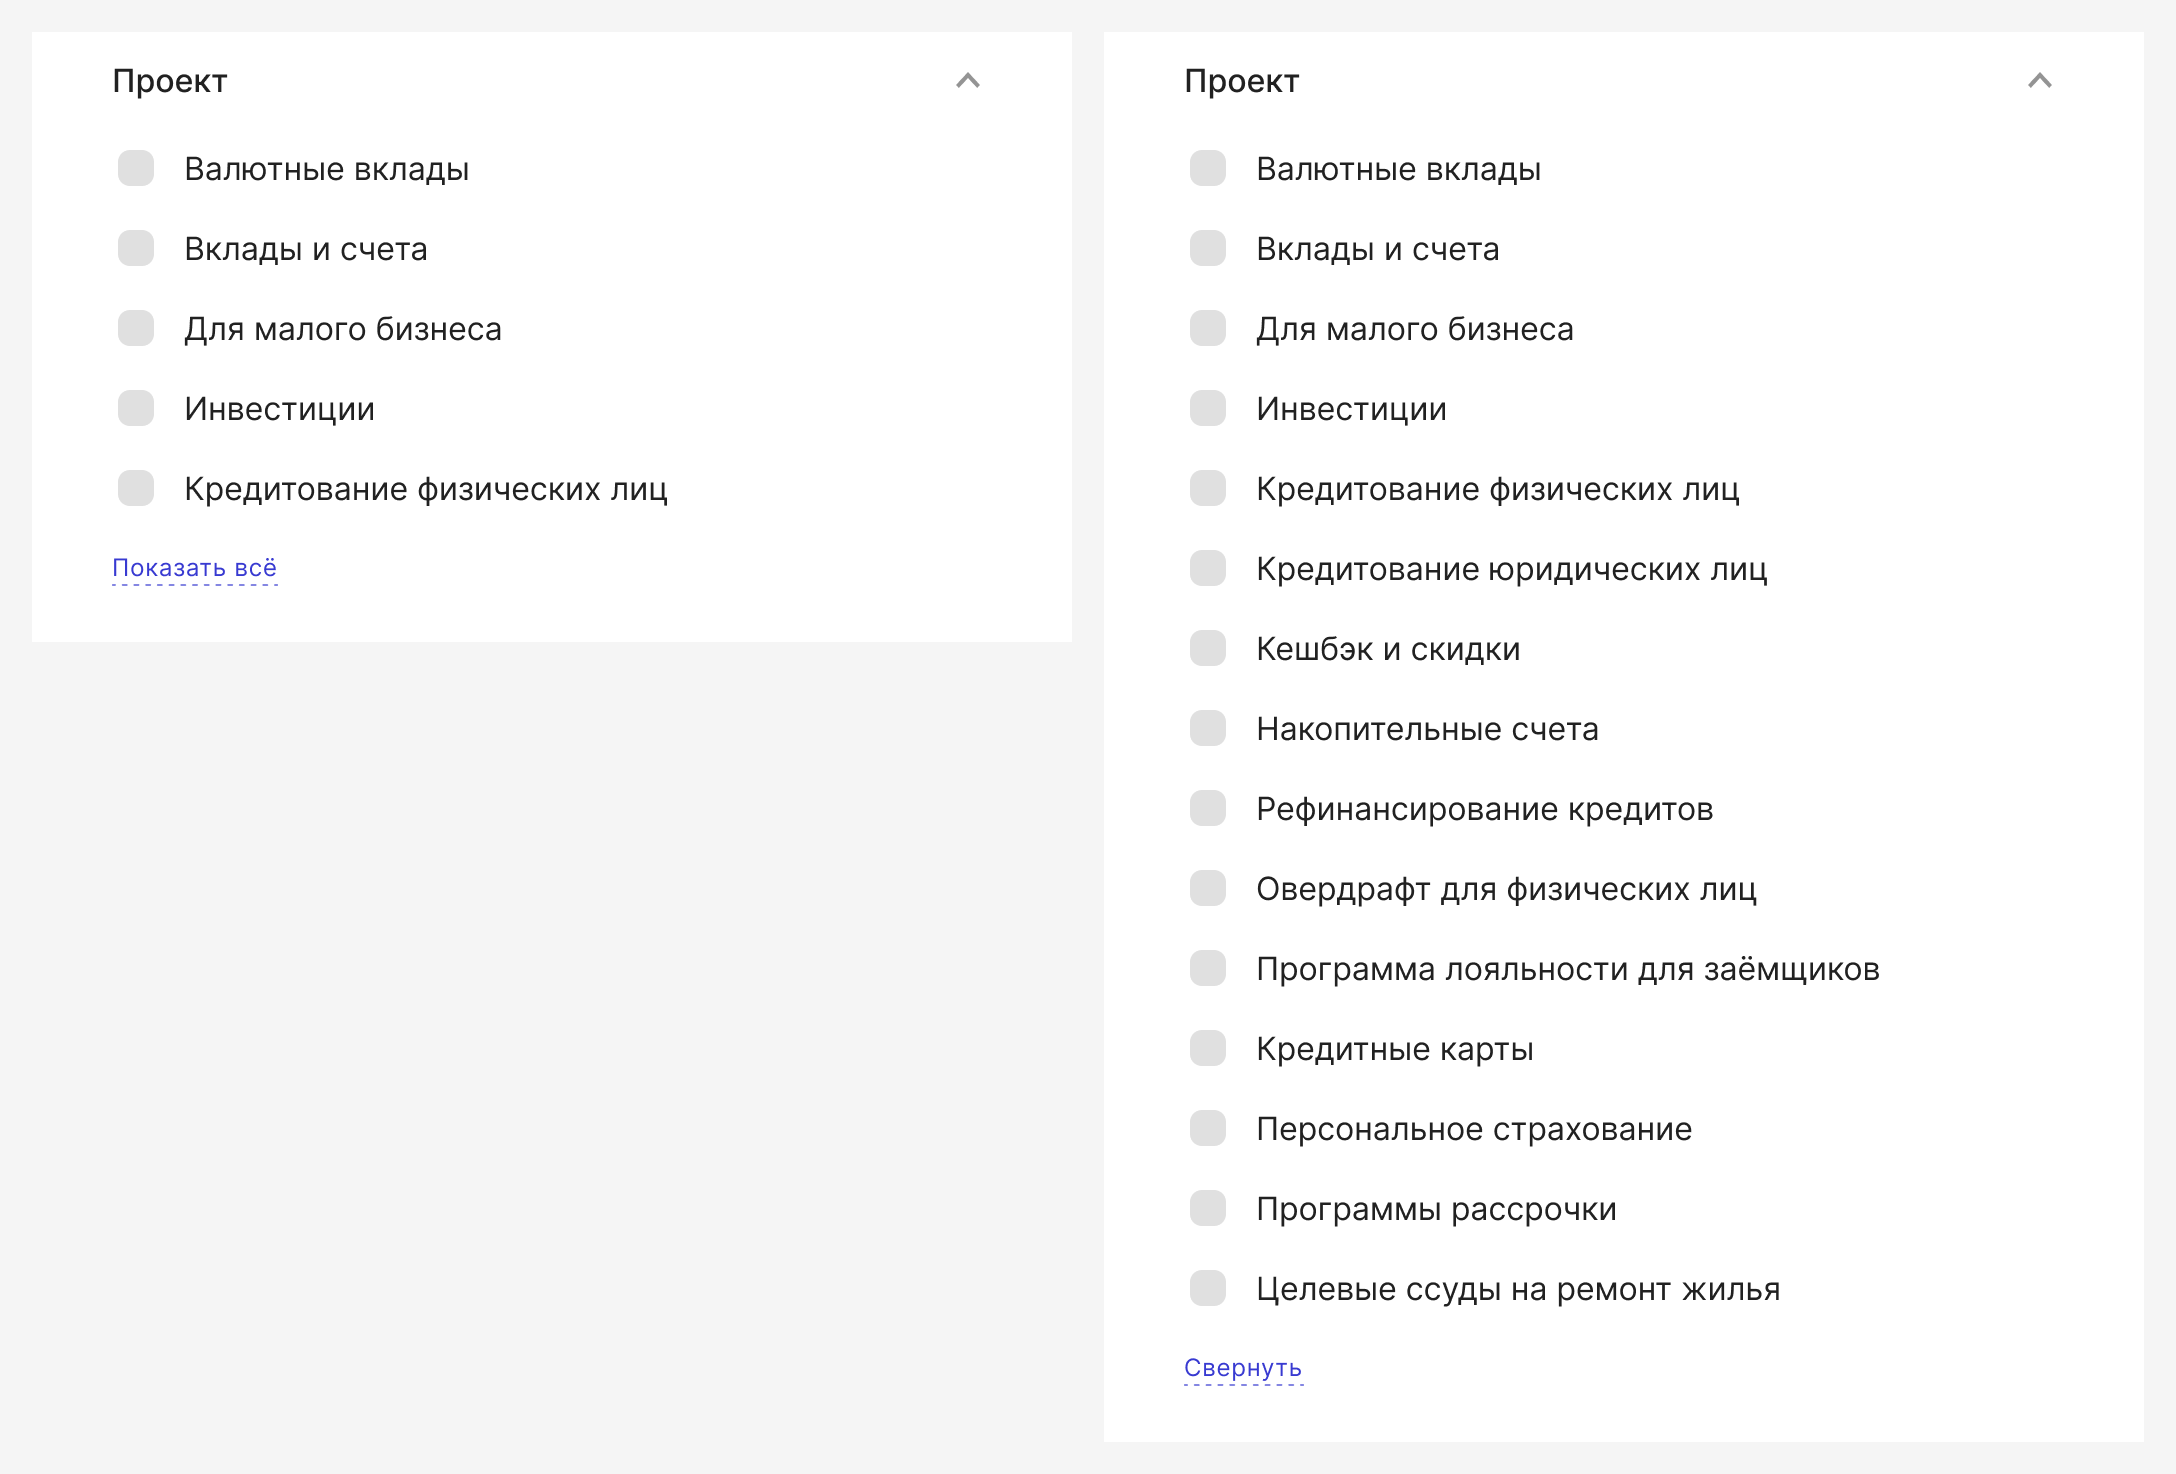 Проект
Валютные вклады
Вклады и счета
Для малого бизнеса
Инвестиции
Кредитование физических лиц
Показать всё
Проект
Валютные вклады
Вклады и счета
Для малого бизнеса
Инвестиции
Кредитование физических лиц
Кредитование юридических лиц
Кешбэк и скидки
Накопительные счета
Рефинансирование кредитов
Овердрафт для физических лиц
Программа лояльности для заёмщиков
Кредитные карты
Персональное страхование
Программы рассрочки
Целевые ссуды на ремонт жилья
Свернуть